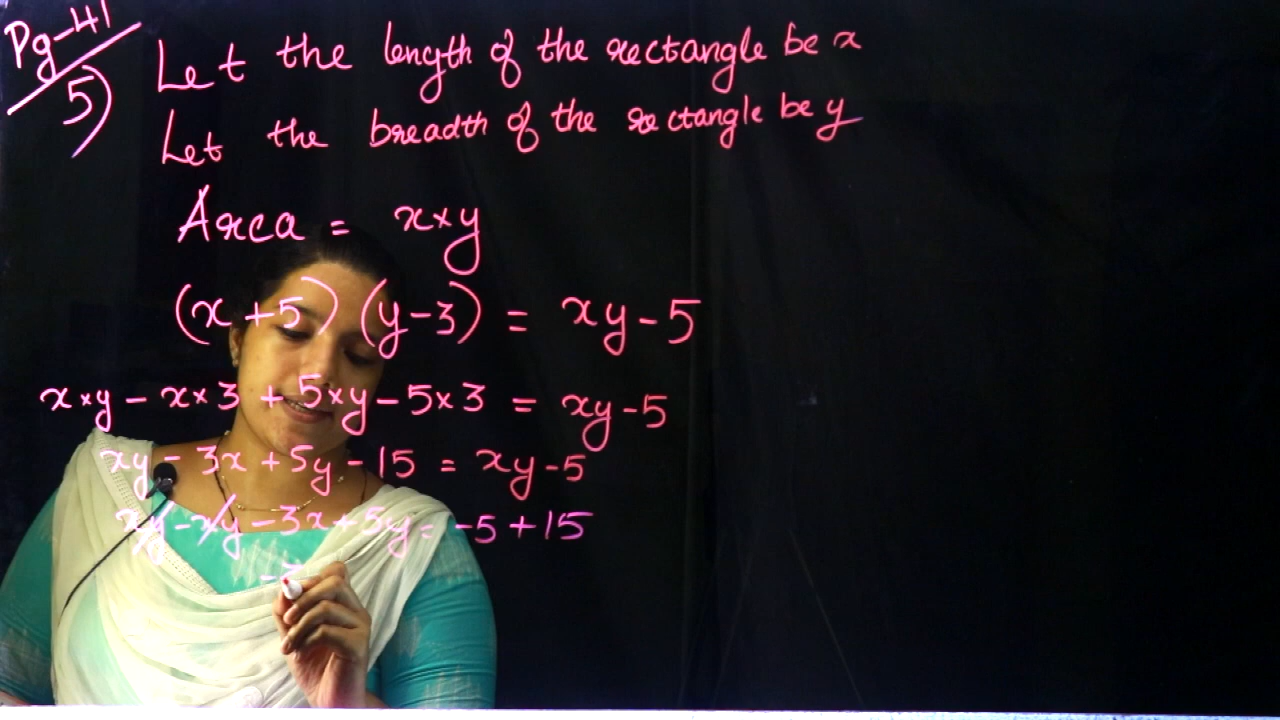 Pg-41
5)
Let the length of the rectangle be x
Let the breadth of the rectangle be y
Area = x×y
(x+5) (y-3) = xy-5
x×y - x×3 + 5×y - 5×3 = xy-5
xy - 3x + 5y - 15 = xy-5
xy - xy - 3x + 5y = -5 + 15